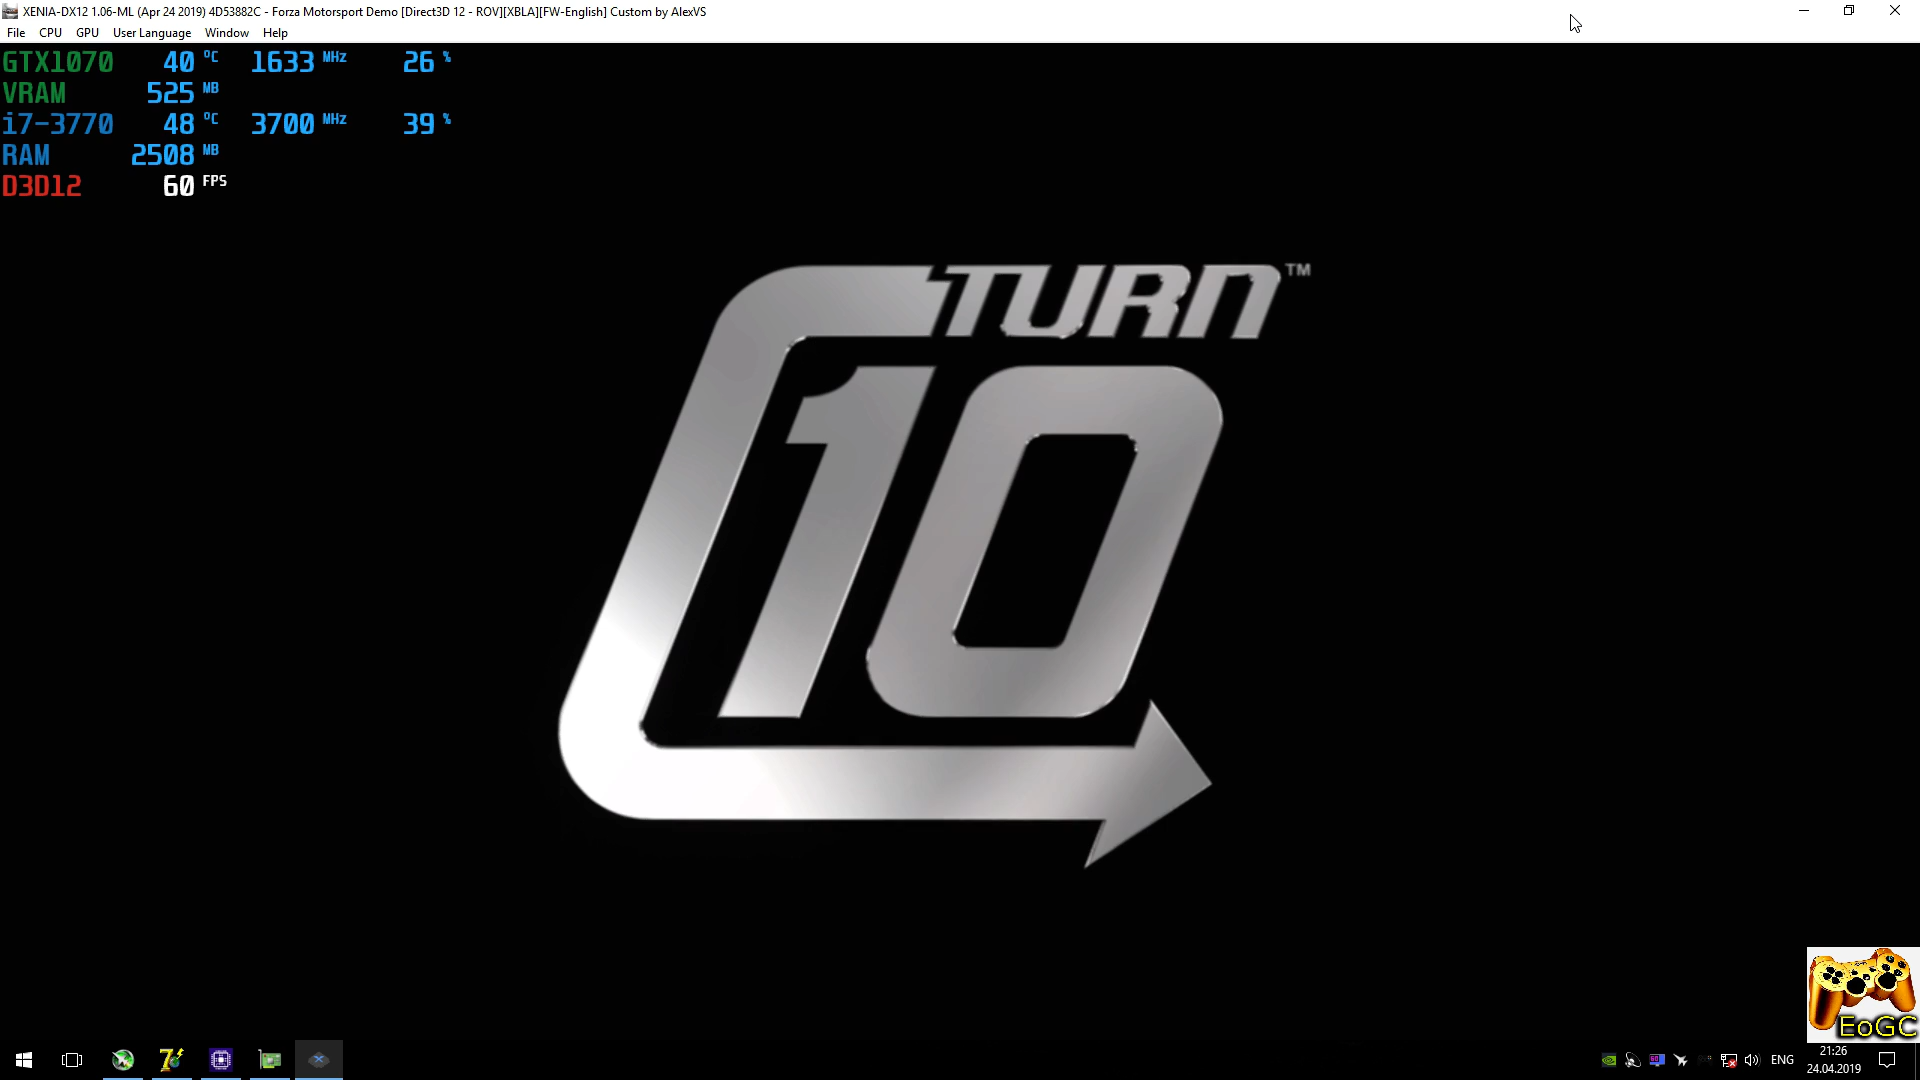 XENIA-DX12 1.06-ML (Apr 24 2019) 4D53882C - Forza Motorsport Demo [Direct3D 12 - ROV][XBLA][FW-English] Custom by AlexVS
File CPU GPU User Language Window Help
GTX1070 40 °C 1633 MHz 26 %
VRAM 525 MB
i7-3770 48 °C 3700 MHz 39 %
RAM 2508 MB
D3D12 60 FPS
TURN™
10
EoGC
ENG
21:26
24.04.2019